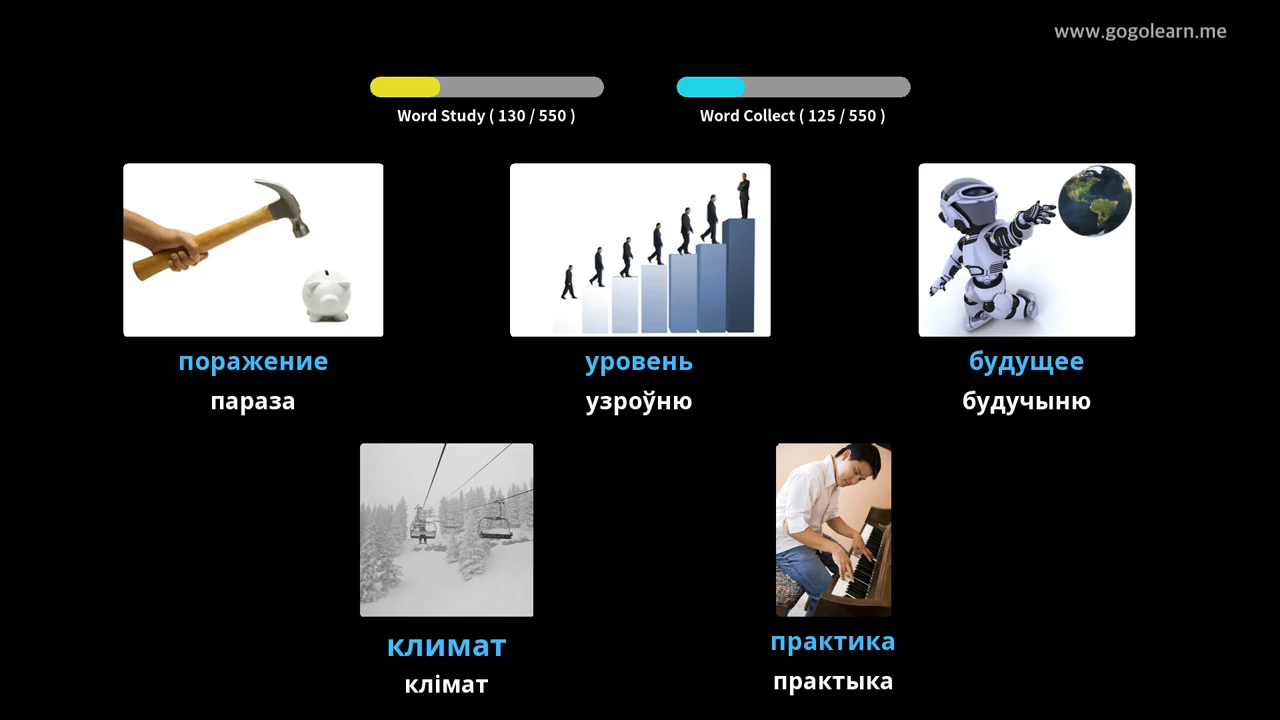 www.gogolearn.me
Word Study ( 130 / 550 )
Word Collect ( 125 / 550 )
поражение
параза
уровень
узроўню
будущее
будучыню
климат
клімат
практика
практыка